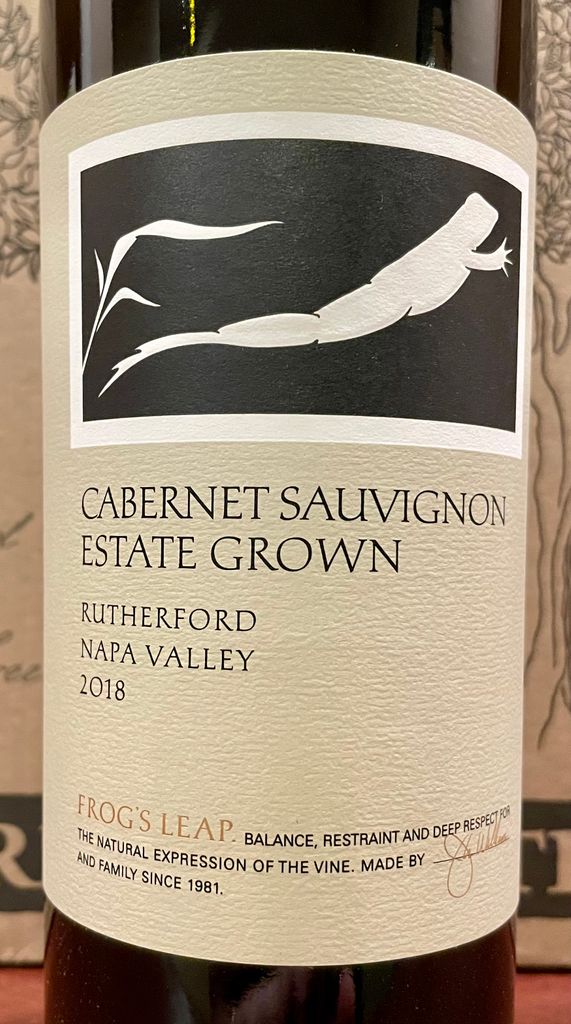 CABERNET SAUVIGNON
ESTATE GROWN
RUTHERFORD
NAPA VALLEY
2018
FROG'S LEAP. BALANCE, RESTRAINT AND DEEP RESPECT FOR
THE NATURAL EXPRESSION OF THE VINE. MADE BY
AND FAMILY SINCE 1981.